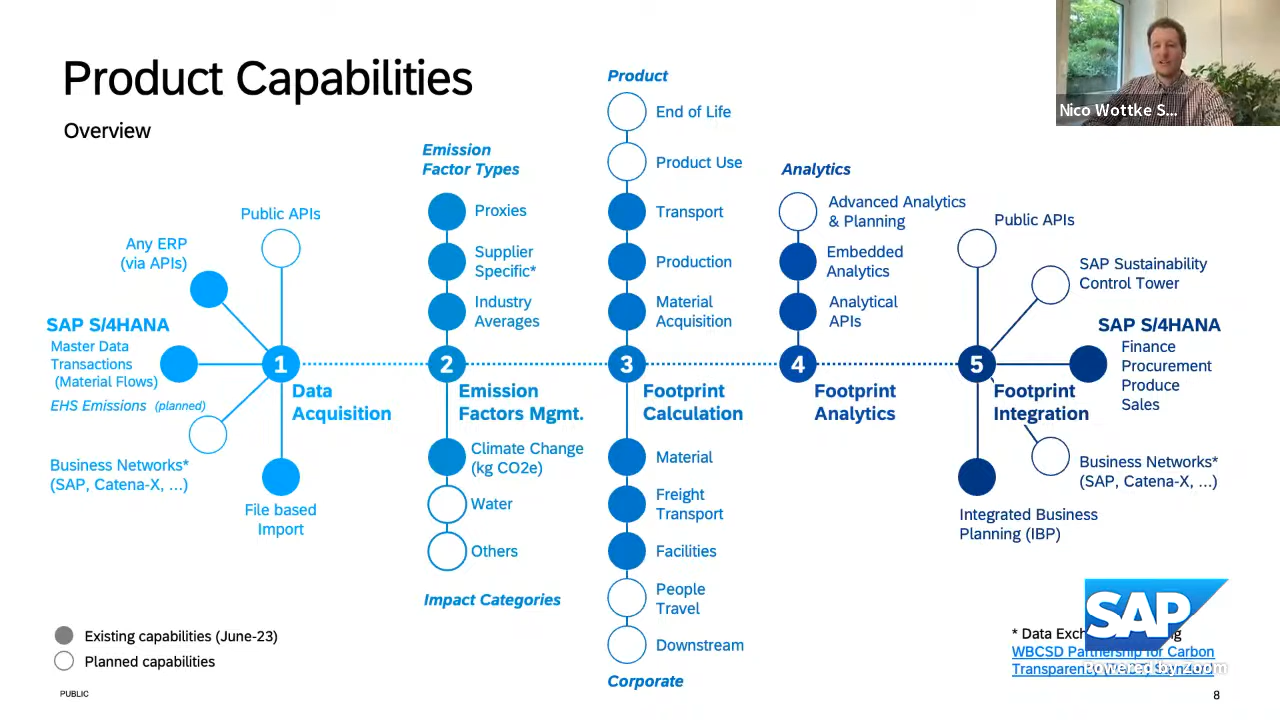 Product Capabilities
Overview
Nico Wottke S...
Public APIs
Any ERP
(via APIs)
SAP S/4HANA
Master Data
Transactions
(Material Flows)
EHS Emissions (planned)
Business Networks*
(SAP, Catena-X, ...)
File based
Import
1
Data
Acquisition
Emission
Factor Types
Proxies
Supplier
Specific*
Industry
Averages
2
Emission
Factors Mgmt.
Climate Change
(kg CO2e)
Water
Others
Impact Categories
Product
End of Life
Product Use
Transport
Production
Material
Acquisition
3
Footprint
Calculation
Material
Freight
Transport
Facilities
People
Travel
Downstream
Corporate
Analytics
Advanced Analytics
& Planning
Embedded
Analytics
Analytical
APIs
4
Footprint
Analytics
Public APIs
SAP Sustainability
Control Tower
SAP S/4HANA
Finance
Procurement
Produce
Sales
5
Footprint
Integration
Business Networks*
(SAP, Catena-X, ...)
Integrated Business
Planning (IBP)
Existing capabilities (June-23)
Planned capabilities
* Data
WBCSD Partnership for Carbon
Transparency
SAP
Powered by Zoom
PUBLIC
8